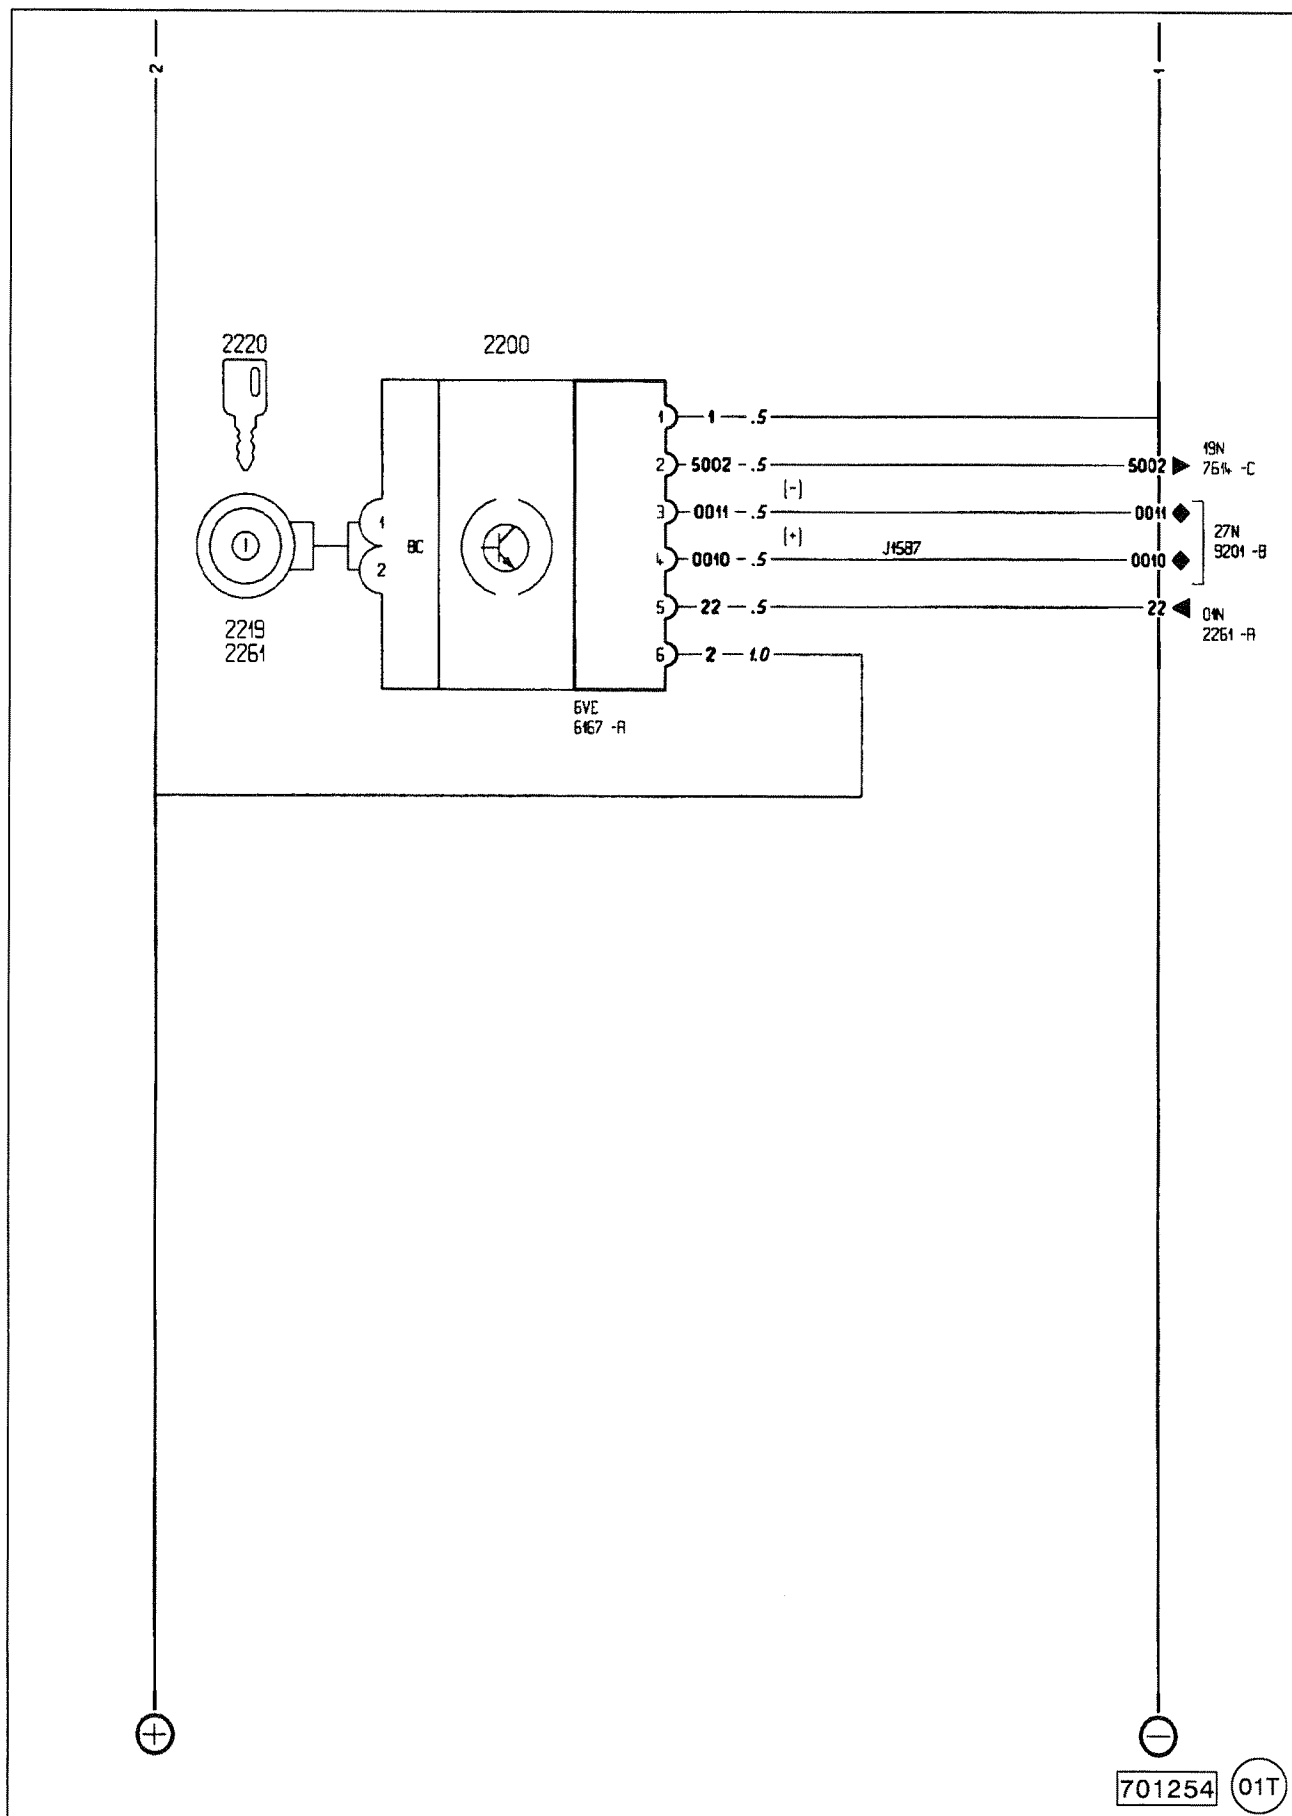 2
1
2220
2200
1 1 .5
2 5002 - .5 5002
19N
7614 -C
(-)
3 0011 - .5 0011
(+)
27N
9201 -B
4 0010 - .5 J1587 0010
5 22 - .5 22
01N
2261 -A
6 2 - 1.0
1
BC
2
2219
2261
6VE
6167 -A
+
-
701254 01T